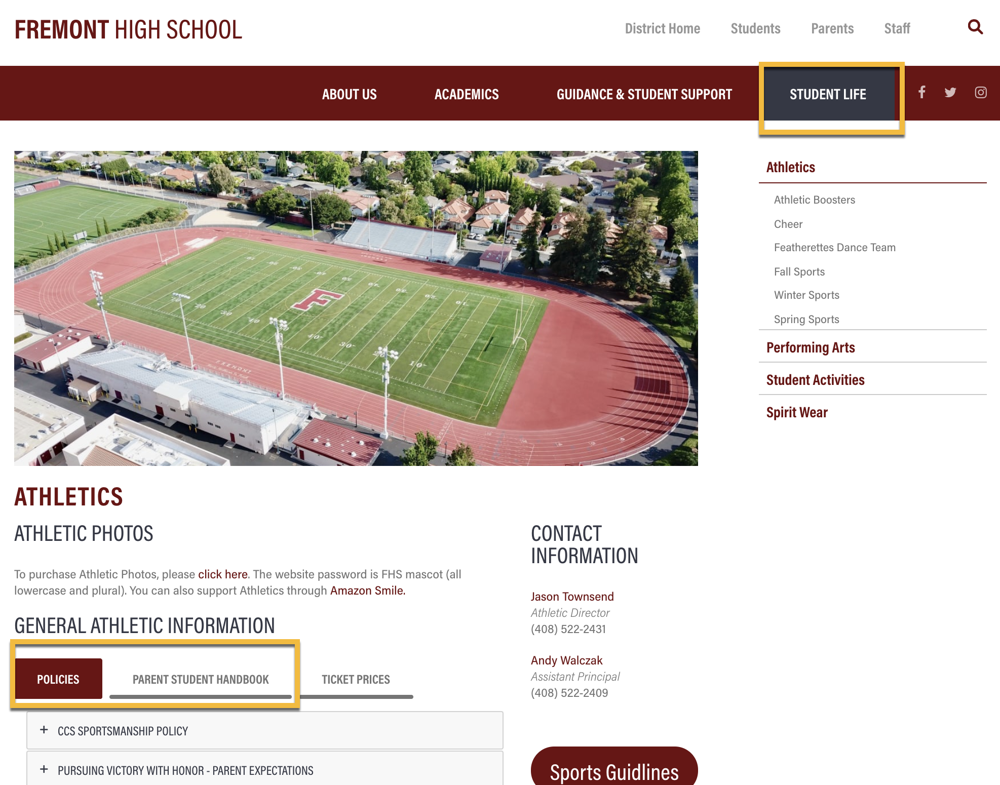 FREMONT HIGH SCHOOL
District Home Students Parents Staff
ABOUT US ACADEMICS GUIDANCE & STUDENT SUPPORT STUDENT LIFE
F
FREMONT
Athletics
Athletic Boosters
Cheer
Featherettes Dance Team
Fall Sports
Winter Sports
Spring Sports
Performing Arts
Student Activities
Spirit Wear
ATHLETICS
ATHLETIC PHOTOS
To purchase Athletic Photos, please click here. The website password is FHS mascot (all
lowercase and plural). You can also support Athletics through Amazon Smile.
GENERAL ATHLETIC INFORMATION
POLICIES PARENT STUDENT HANDBOOK TICKET PRICES
+ CCS SPORTSMANSHIP POLICY
+ PURSUING VICTORY WITH HONOR - PARENT EXPECTATIONS
CONTACT
INFORMATION
Jason Townsend
Athletic Director
(408) 522-2431
Andy Walczak
Assistant Principal
(408) 522-2409
Sports Guidlines